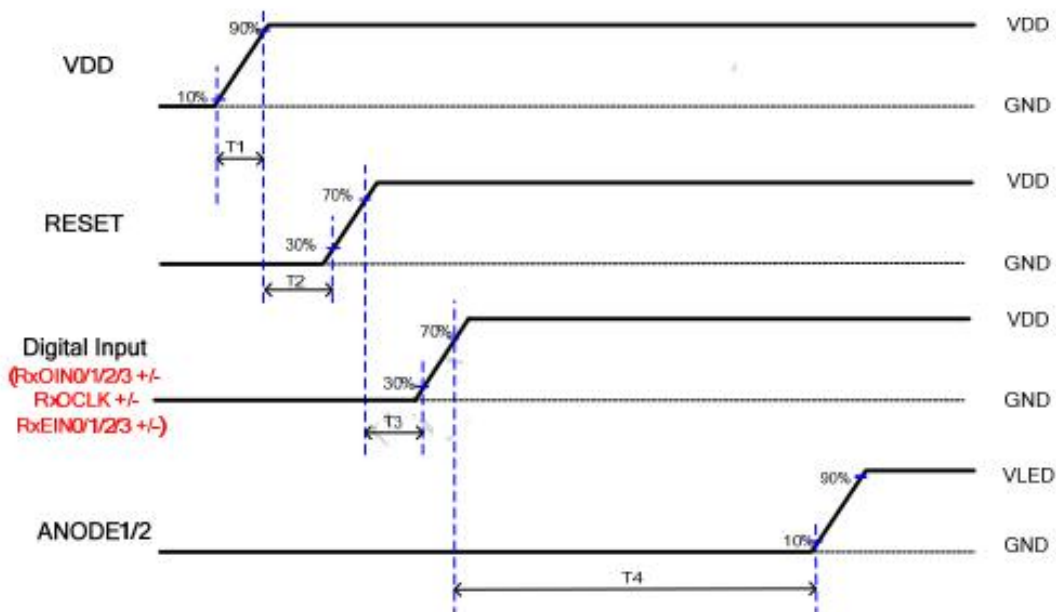 90%
VDD
VDD
10%
GND
T1
70%
VDD
RESET
30%
GND
T2
70%
VDD
Digital Input
(RxOIN0/1/2/3 +/-
30%
RxOCLK +/-
GND
RxEIN0/1/2/3 +/-)
T3
90%
VLED
ANODE1/2
10%
GND
T4